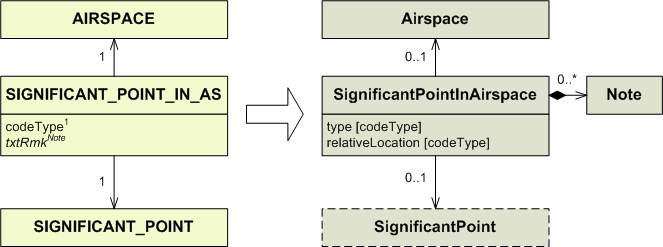 AIRSPACE
1
SIGNIFICANT_POINT_IN_AS
codeType1
txtRmkNote
1
SIGNIFICANT_POINT
Airspace
0..1
SignificantPointInAirspace
type [codeType]
relativeLocation [codeType]
0..*
Note
0..1
SignificantPoint